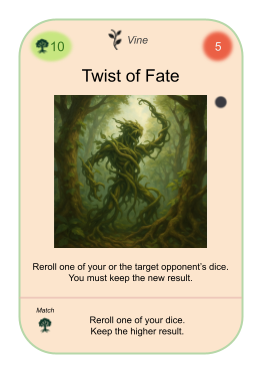 10
Vine
5
Twist of Fate
Reroll one of your or the target opponent's dice.
You must keep the new result.
Match
Reroll one of your dice.
Keep the higher result.